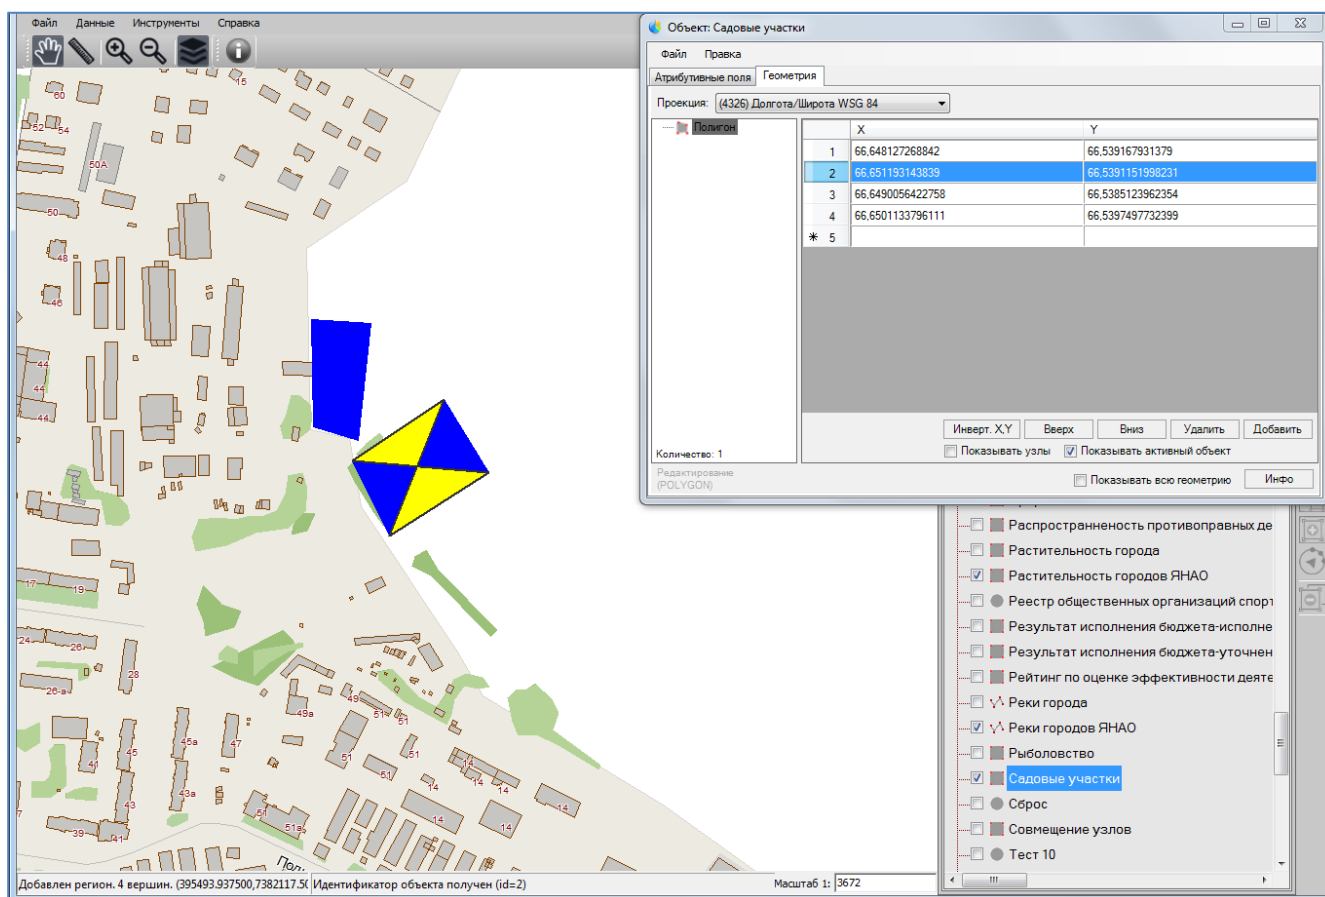 Файл Данные Инструменты Справка
Объект: Садовые участки
Файл Правка
Атрибутивные поля Геометрия
Проекция: (4326) Долгота/Широта WSG 84
Полигон
X Y
1 66,648127268842 66,539167931379
2 66,651193143839 66,5391151998231
3 66,6490056422758 66,5385123962354
4 66,6501133796111 66,5397497732399
* 5
Инверт. X,Y Вверх Вниз Удалить Добавить
Количество: 1
Показывать узлы Показывать активный объект
Редактирование
(POLYGON)
Показывать всю геометрию Инфо
Распространненость противоправных де
Растительность города
Растительность городов ЯНАО
Реестр общественных организаций спорт
Результат исполнения бюджета-исполне
Результат исполнения бюджета-уточнен
Рейтинг по оценке эффективности деяте
Реки города
Реки городов ЯНАО
Рыболовство
Садовые участки
Сброс
Совмещение узлов
Тест 10
15
60
52 54
50A
50
48
46
44
44
44
17 19
24 26
28
26-а
49
49а
51 51
45а 47
45
41
51
51
51
14
14
14
14
43а
43
14
14
14
51
51а
39 41
Добавлен регион. 4 вершин. (395493.937500,7382117.50 Идентификатор объекта получен (id=2)
Масштаб 1: 3672